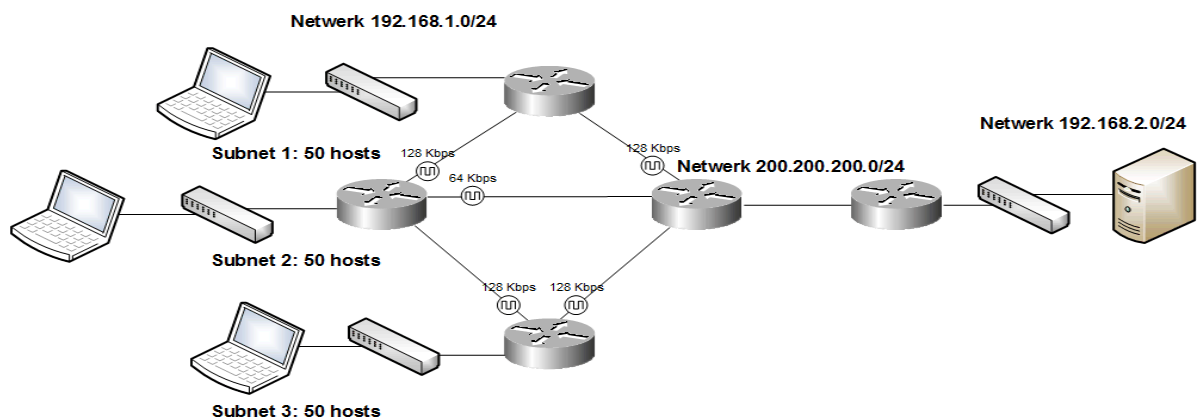 Netwerk 192.168.1.0/24
Netwerk 192.168.2.0/24
Subnet 1: 50 hosts
128 Kbps
128 Kbps
Netwerk 200.200.200.0/24
64 Kbps
Subnet 2: 50 hosts
128 Kbps
128 Kbps
Subnet 3: 50 hosts